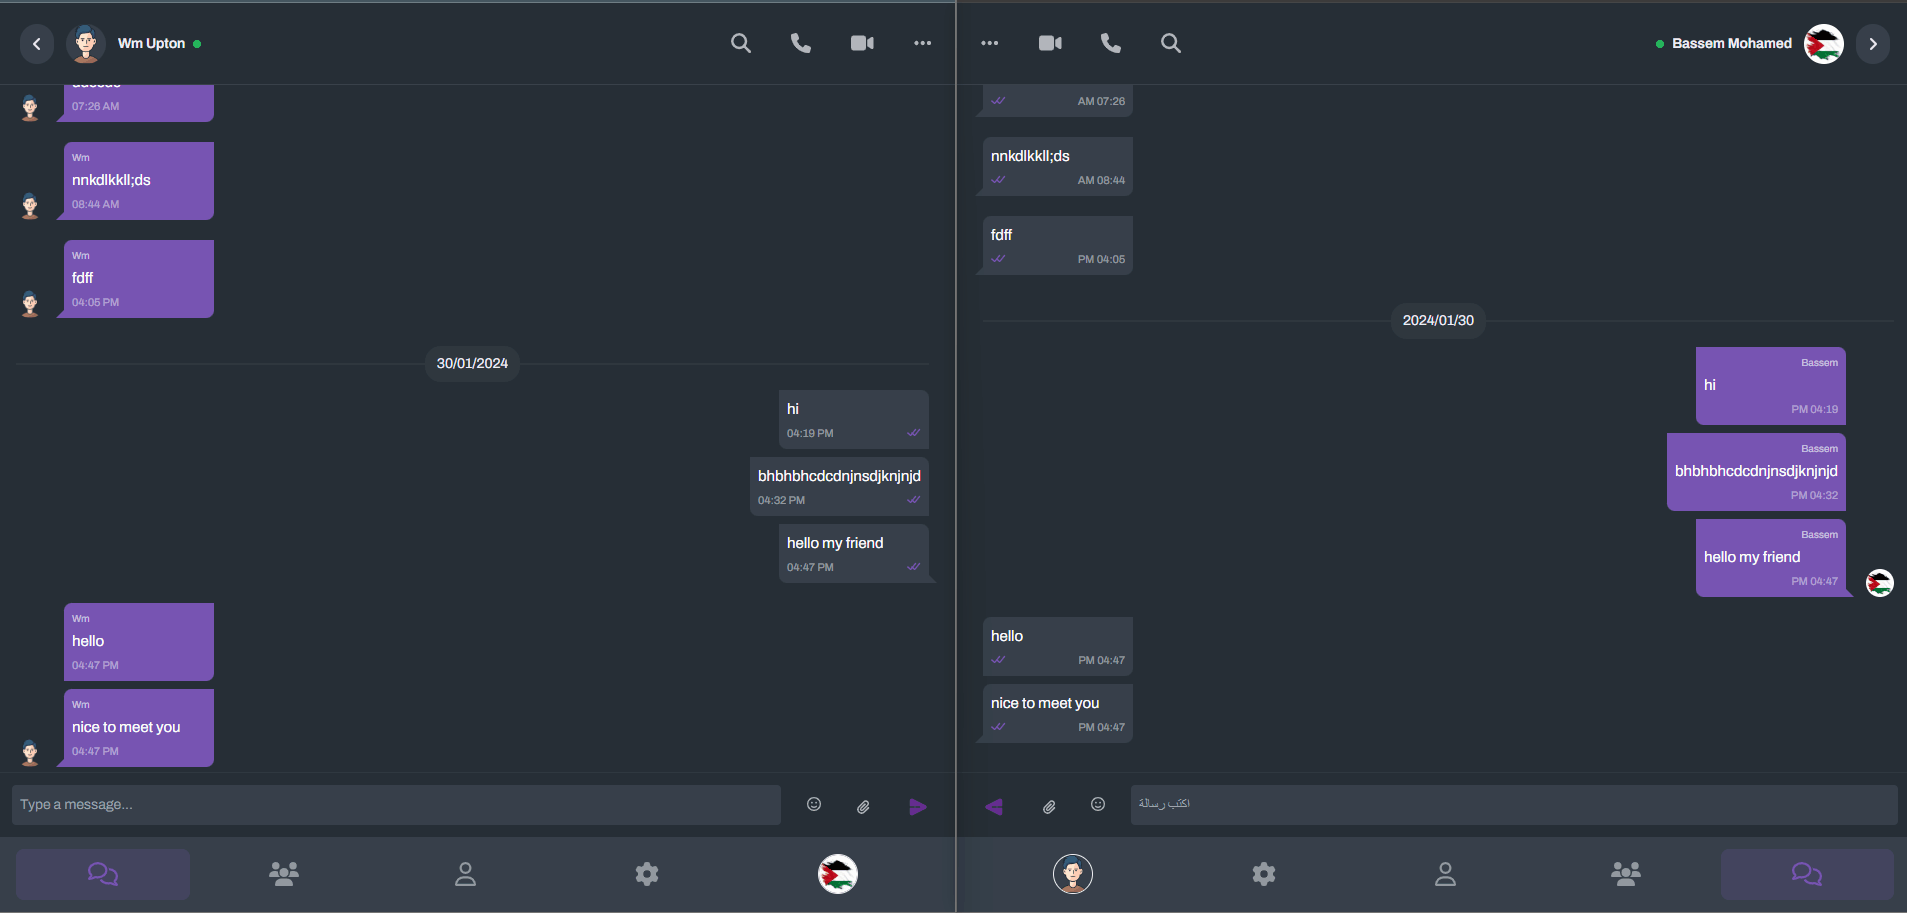 Wm Upton
07:26 AM
Wm
nnkdlkkll;ds
08:44 AM
Wm
fdff
04:05 PM
30/01/2024
hi
04:19 PM
bhbhbhcdcdnjnsdjknjnjd
04:32 PM
hello my friend
04:47 PM
Wm
hello
04:47 PM
Wm
nice to meet you
04:47 PM
Type a message...
Bassem Mohamed
AM 07:26
nnkdlkkll;ds
AM 08:44
fdff
PM 04:05
2024/01/30
Bassem
hi
PM 04:19
Bassem
bhbhbhcdcdnjnsdjknjnjd
PM 04:32
Bassem
hello my friend
PM 04:47
hello
PM 04:47
nice to meet you
PM 04:47
اكتب رسالة